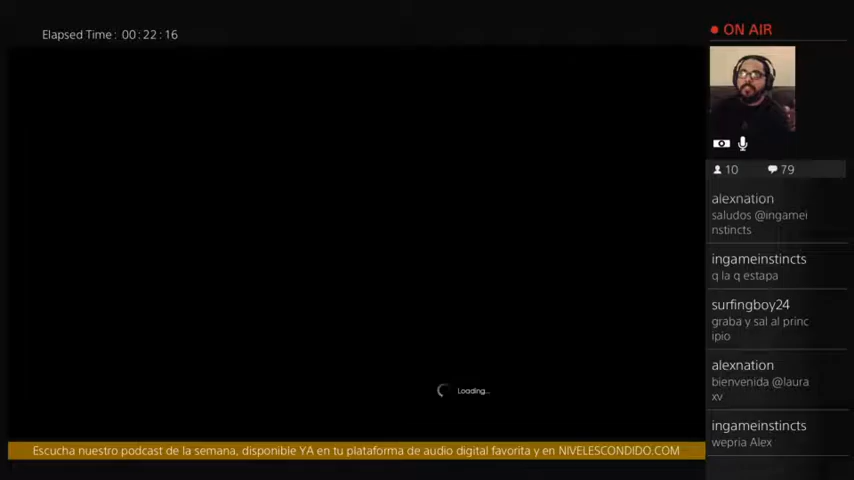 Elapsed Time: 00:22:16
ON AIR
10 79
alexnation
saludos @ingamei
nstincts
ingameinstincts
q la q estapa
surfingboy24
graba y sal al princ
ipio
alexnation
bienvenida @laura
xv
ingameinstincts
wepria Alex
Loading...
Escucha nuestro podcast de la semana, disponible YA en tu plataforma de audio digital favorita y en NIVELESCONDIDO.COM